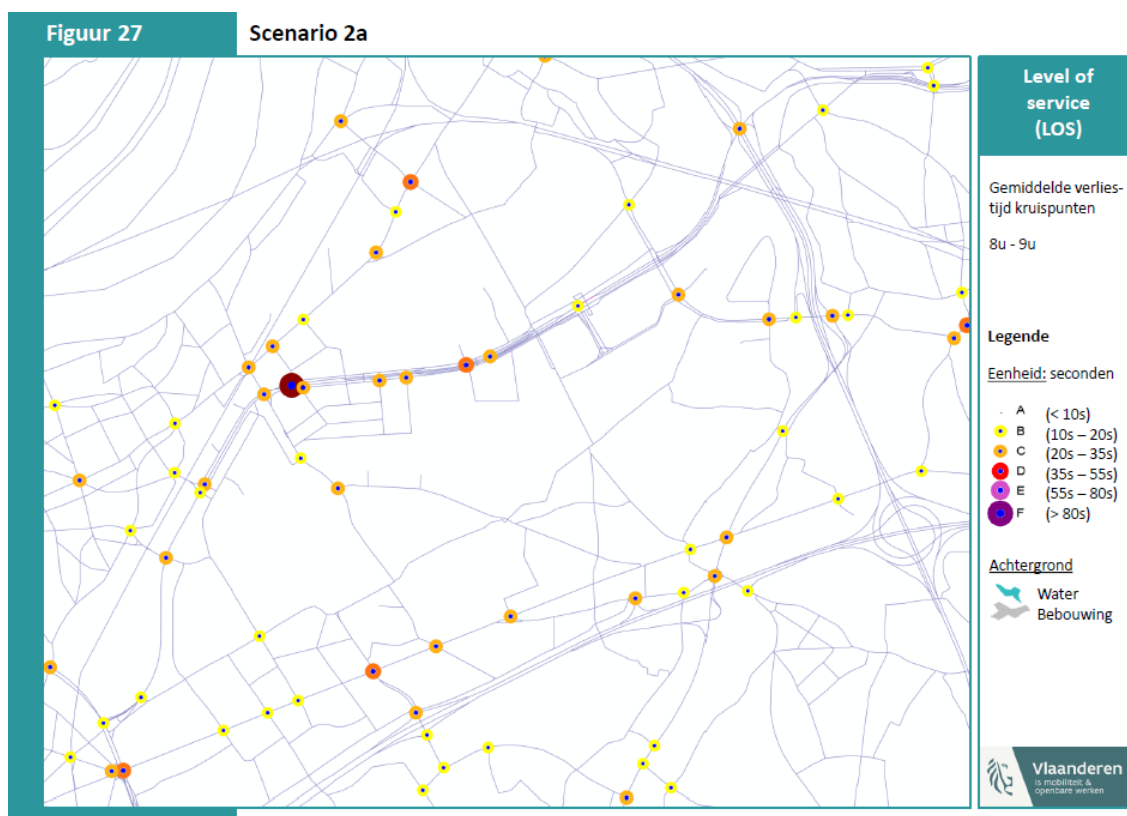 Figuur 27
Scenario 2a
Level of
service
(LOS)
Gemiddelde verlies-
tijd kruispunten
8u - 9u
Legende
Eenheid: seconden
A (< 10s)
B (10s – 20s)
C (20s – 35s)
D (35s – 55s)
E (55s – 80s)
F (> 80s)
Achtergrond
Water
Bebouwing
Vlaanderen
is mobiliteit &
openbare werken